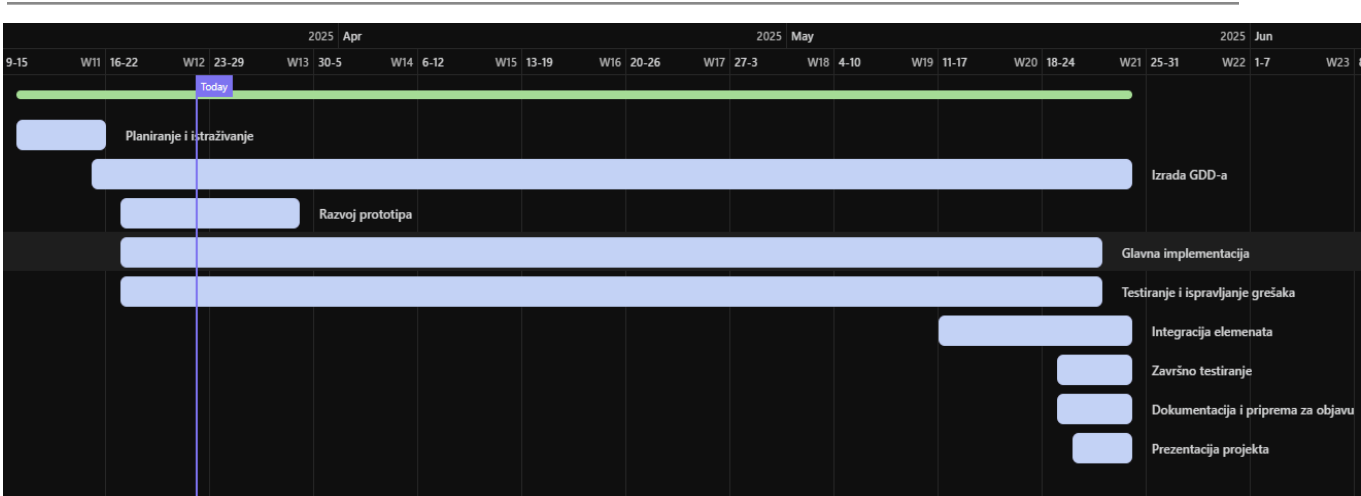 2025 Apr 2025 May 2025 Jun
9-15 W11 16-22 W12 23-29 W13 30-5 W14 6-12 W15 13-19 W16 20-26 W17 27-3 W18 4-10 W19 11-17 W20 18-24 W21 25-31 W22 1-7 W23
Today
Planiranje i istraživanje
Izrada GDD-a
Razvoj prototipa
Glavna implementacija
Testiranje i ispravljanje grešaka
Integracija elemenata
Završno testiranje
Dokumentacija i priprema za objavu
Prezentacija projekta